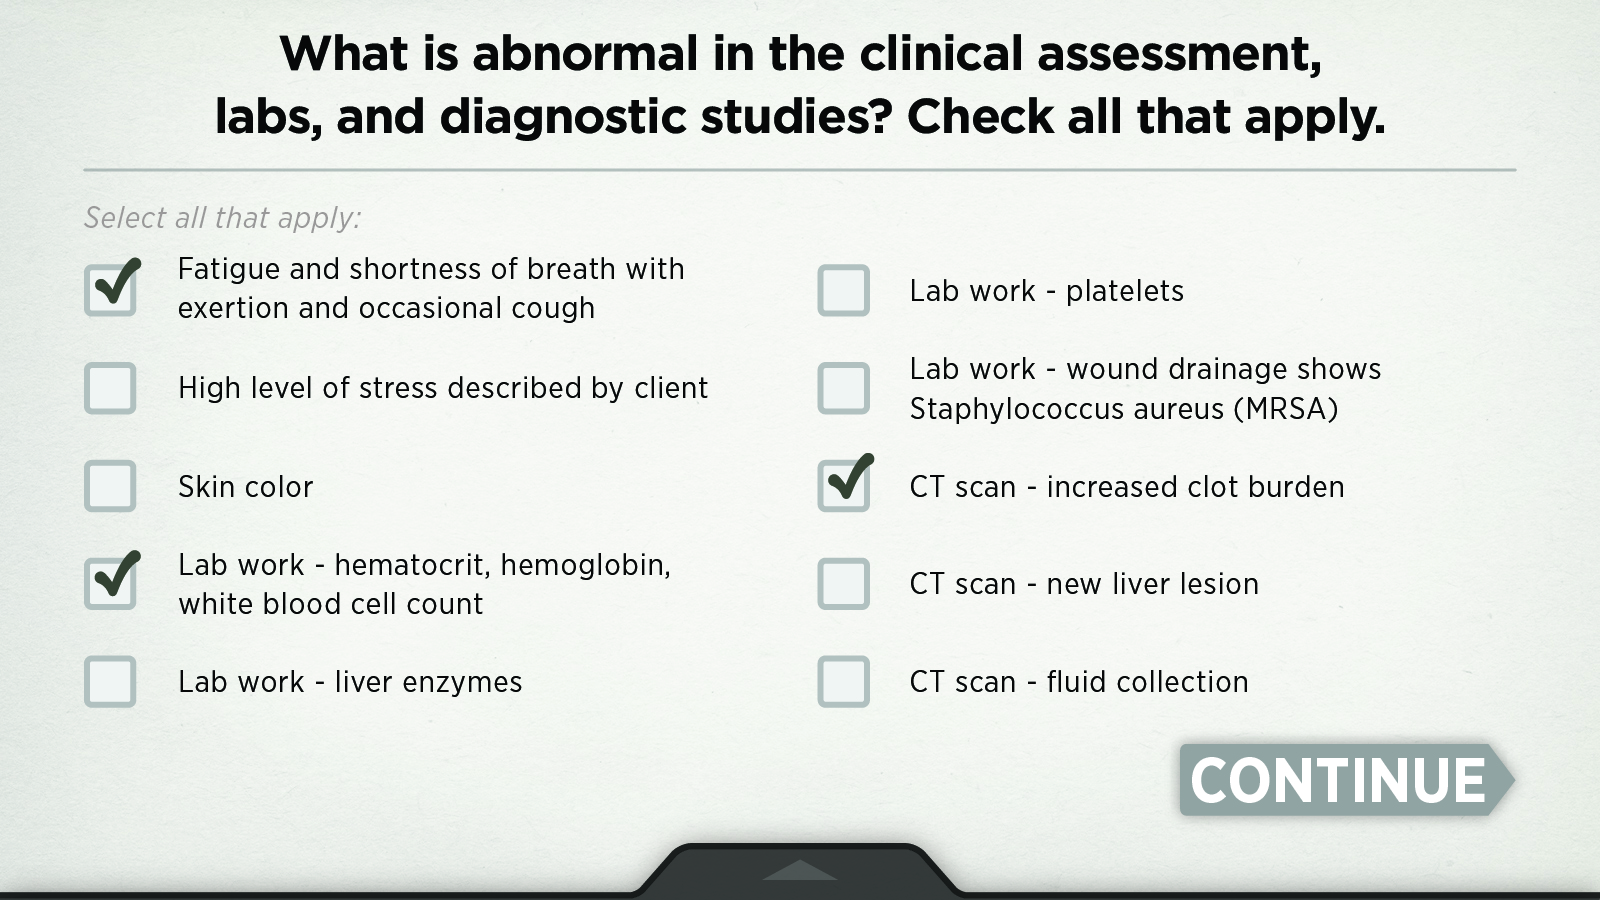 What is abnormal in the clinical assessment,
labs, and diagnostic studies? Check all that apply.
Select all that apply:
Fatigue and shortness of breath with
exertion and occasional cough
High level of stress described by client
Skin color
Lab work - hematocrit, hemoglobin,
white blood cell count
Lab work - liver enzymes
Lab work - platelets
Lab work - wound drainage shows
Staphylococcus aureus (MRSA)
CT scan - increased clot burden
CT scan - new liver lesion
CT scan - fluid collection
CONTINUE